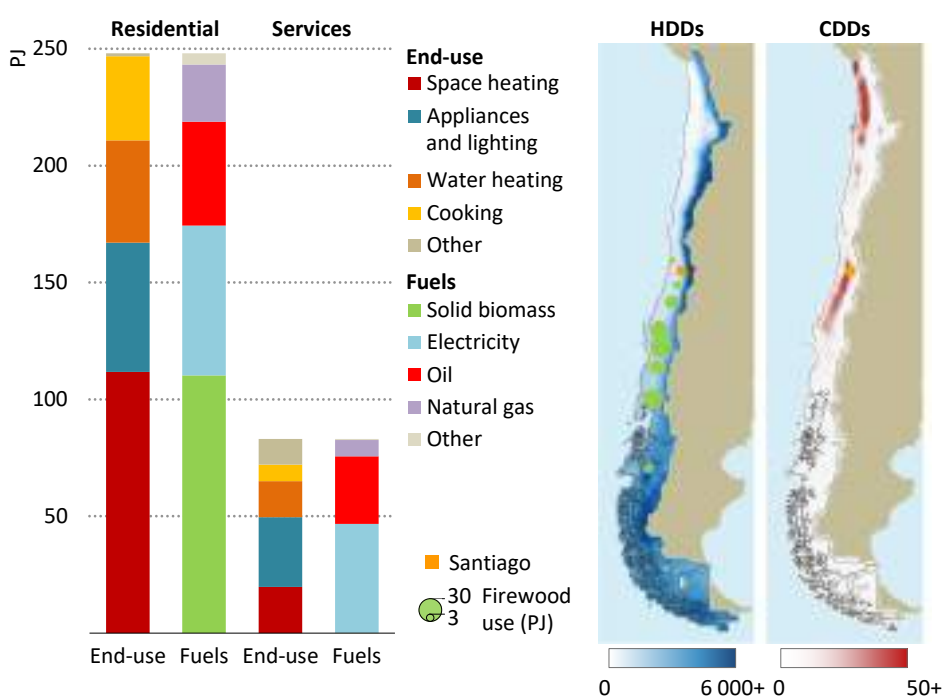 Residential Services
PJ
250
200
150
100
50
End-use Fuels End-use Fuels
End-use
Space heating
Appliances
and lighting
Water heating
Cooking
Other
Fuels
Solid biomass
Electricity
Oil
Natural gas
Other
Santiago
30 Firewood
3 use (PJ)
HDDs
0 6 000+
CDDs
0 50+